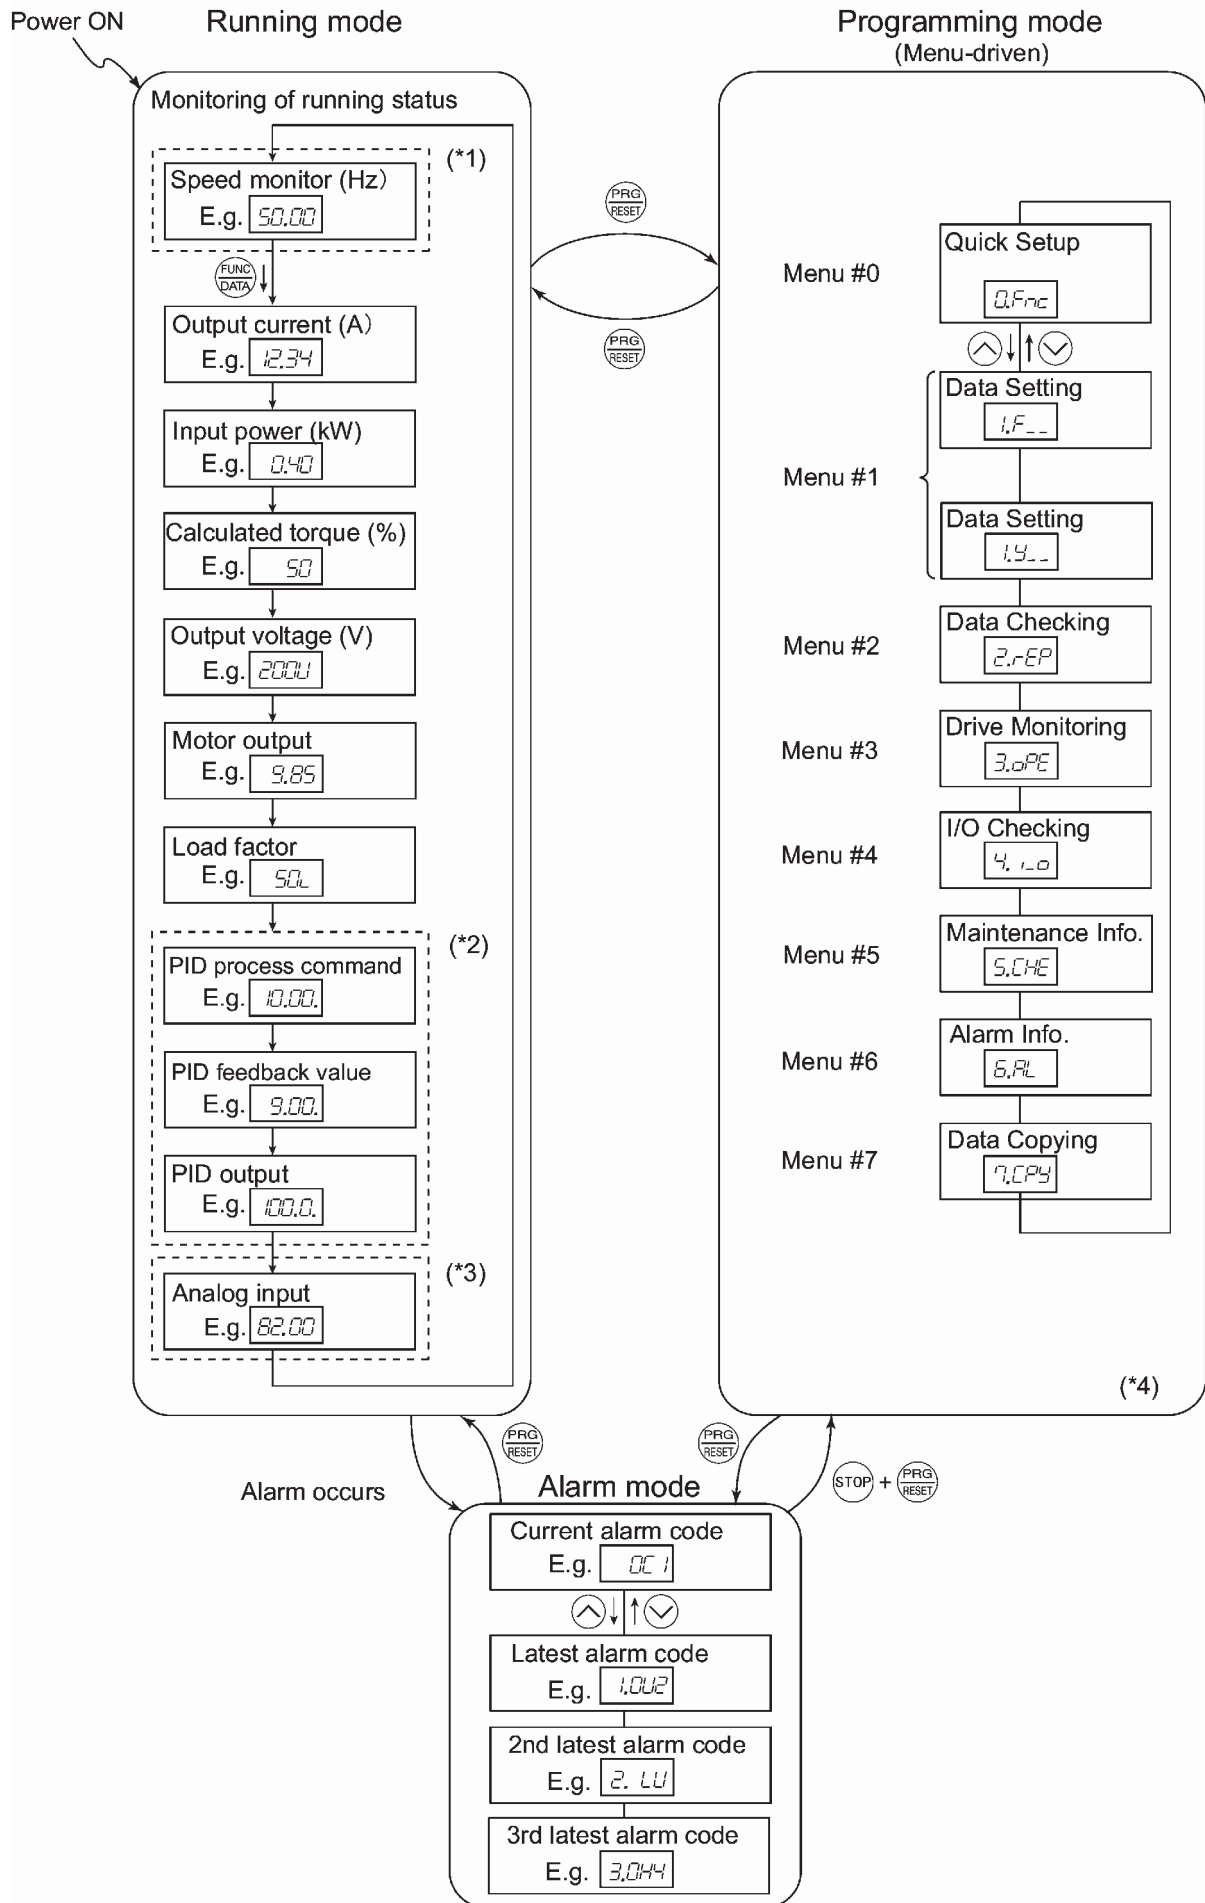 Power ON
Running mode
Monitoring of running status
(*1)
Speed monitor (Hz)
E.g. 50.00
FUNC
DATA
Output current (A)
E.g. 12.34
Input power (kW)
E.g. 0.40
Calculated torque (%)
E.g. 50
Output voltage (V)
E.g. 200U
Motor output
E.g. 9.85
Load factor
E.g. 50L
(*2)
PID process command
E.g. 10.00.
PID feedback value
E.g. 9.00.
PID output
E.g. 100.0.
(*3)
Analog input
E.g. 82.00
PRG
RESET
PRG
RESET
Programming mode
(Menu-driven)
Menu #0
Quick Setup
0.Fnc
Menu #1
Data Setting
1.F__
Data Setting
1.y__
Menu #2
Data Checking
2.rEP
Menu #3
Drive Monitoring
3.oPE
Menu #4
I/O Checking
4.i_o
Menu #5
Maintenance Info.
5.CHE
Menu #6
Alarm Info.
6.AL
Menu #7
Data Copying
7.CPy
(*4)
Alarm occurs
PRG
RESET
PRG
RESET
STOP + PRG
RESET
Alarm mode
Current alarm code
E.g. OC1
Latest alarm code
E.g. 1.OU2
2nd latest alarm code
E.g. 2. LU
3rd latest alarm code
E.g. 3.OH4